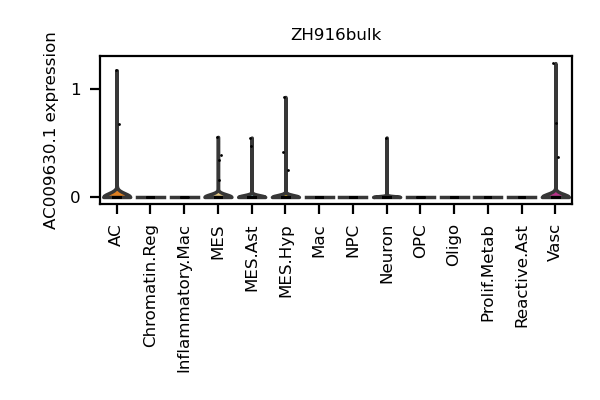 ZH916bulk
AC009630.1 expression
1
0
AC
Chromatin.Reg
Inflammatory.Mac
MES
MES.Ast
MES.Hyp
Mac
NPC
Neuron
OPC
Oligo
Prolif.Metab
Reactive.Ast
Vasc